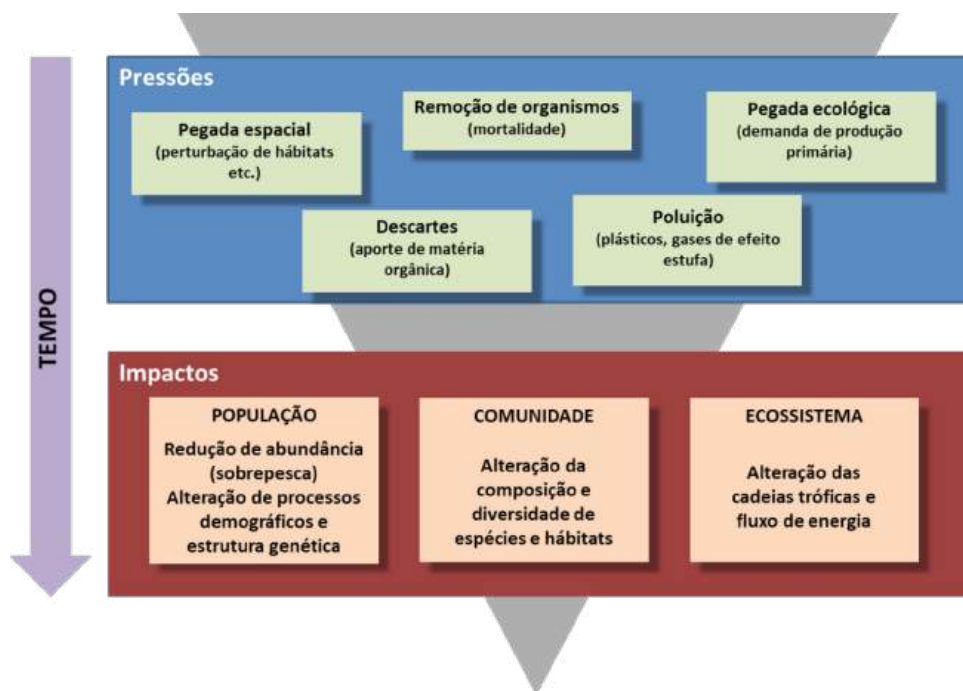 TEMPO
Pressões
Pegada espacial
(perturbação de hábitats
etc.)
Remoção de organismos
(mortalidade)
Pegada ecológica
(demanda de produção
primária)
Descartes
(aporte de matéria
orgânica)
Poluição
(plásticos, gases de efeito
estufa)
Impactos
POPULAÇÃO
Redução de abundância
(sobrepesca)
Alteração de processos
demográficos e
estrutura genética
COMUNIDADE
Alteração da
composição e
diversidade de
espécies e hábitats
ECOSSISTEMA
Alteração das
cadeias tróficas e
fluxo de energia